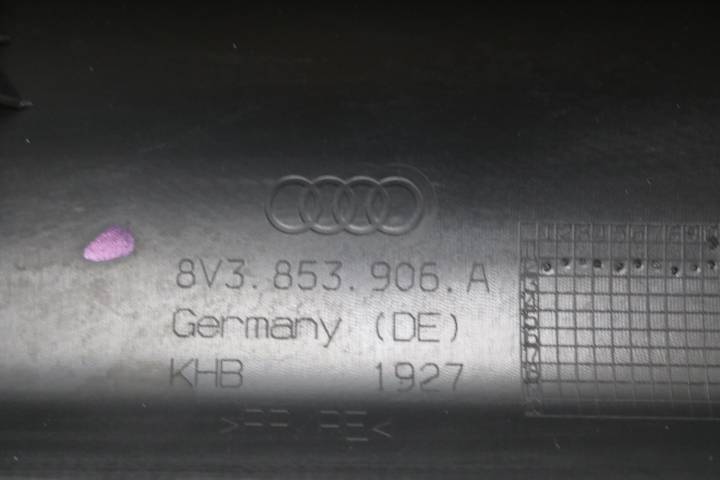 8V3.853.906.A
Germany (DE)
KHB 1927
>PP/PE<